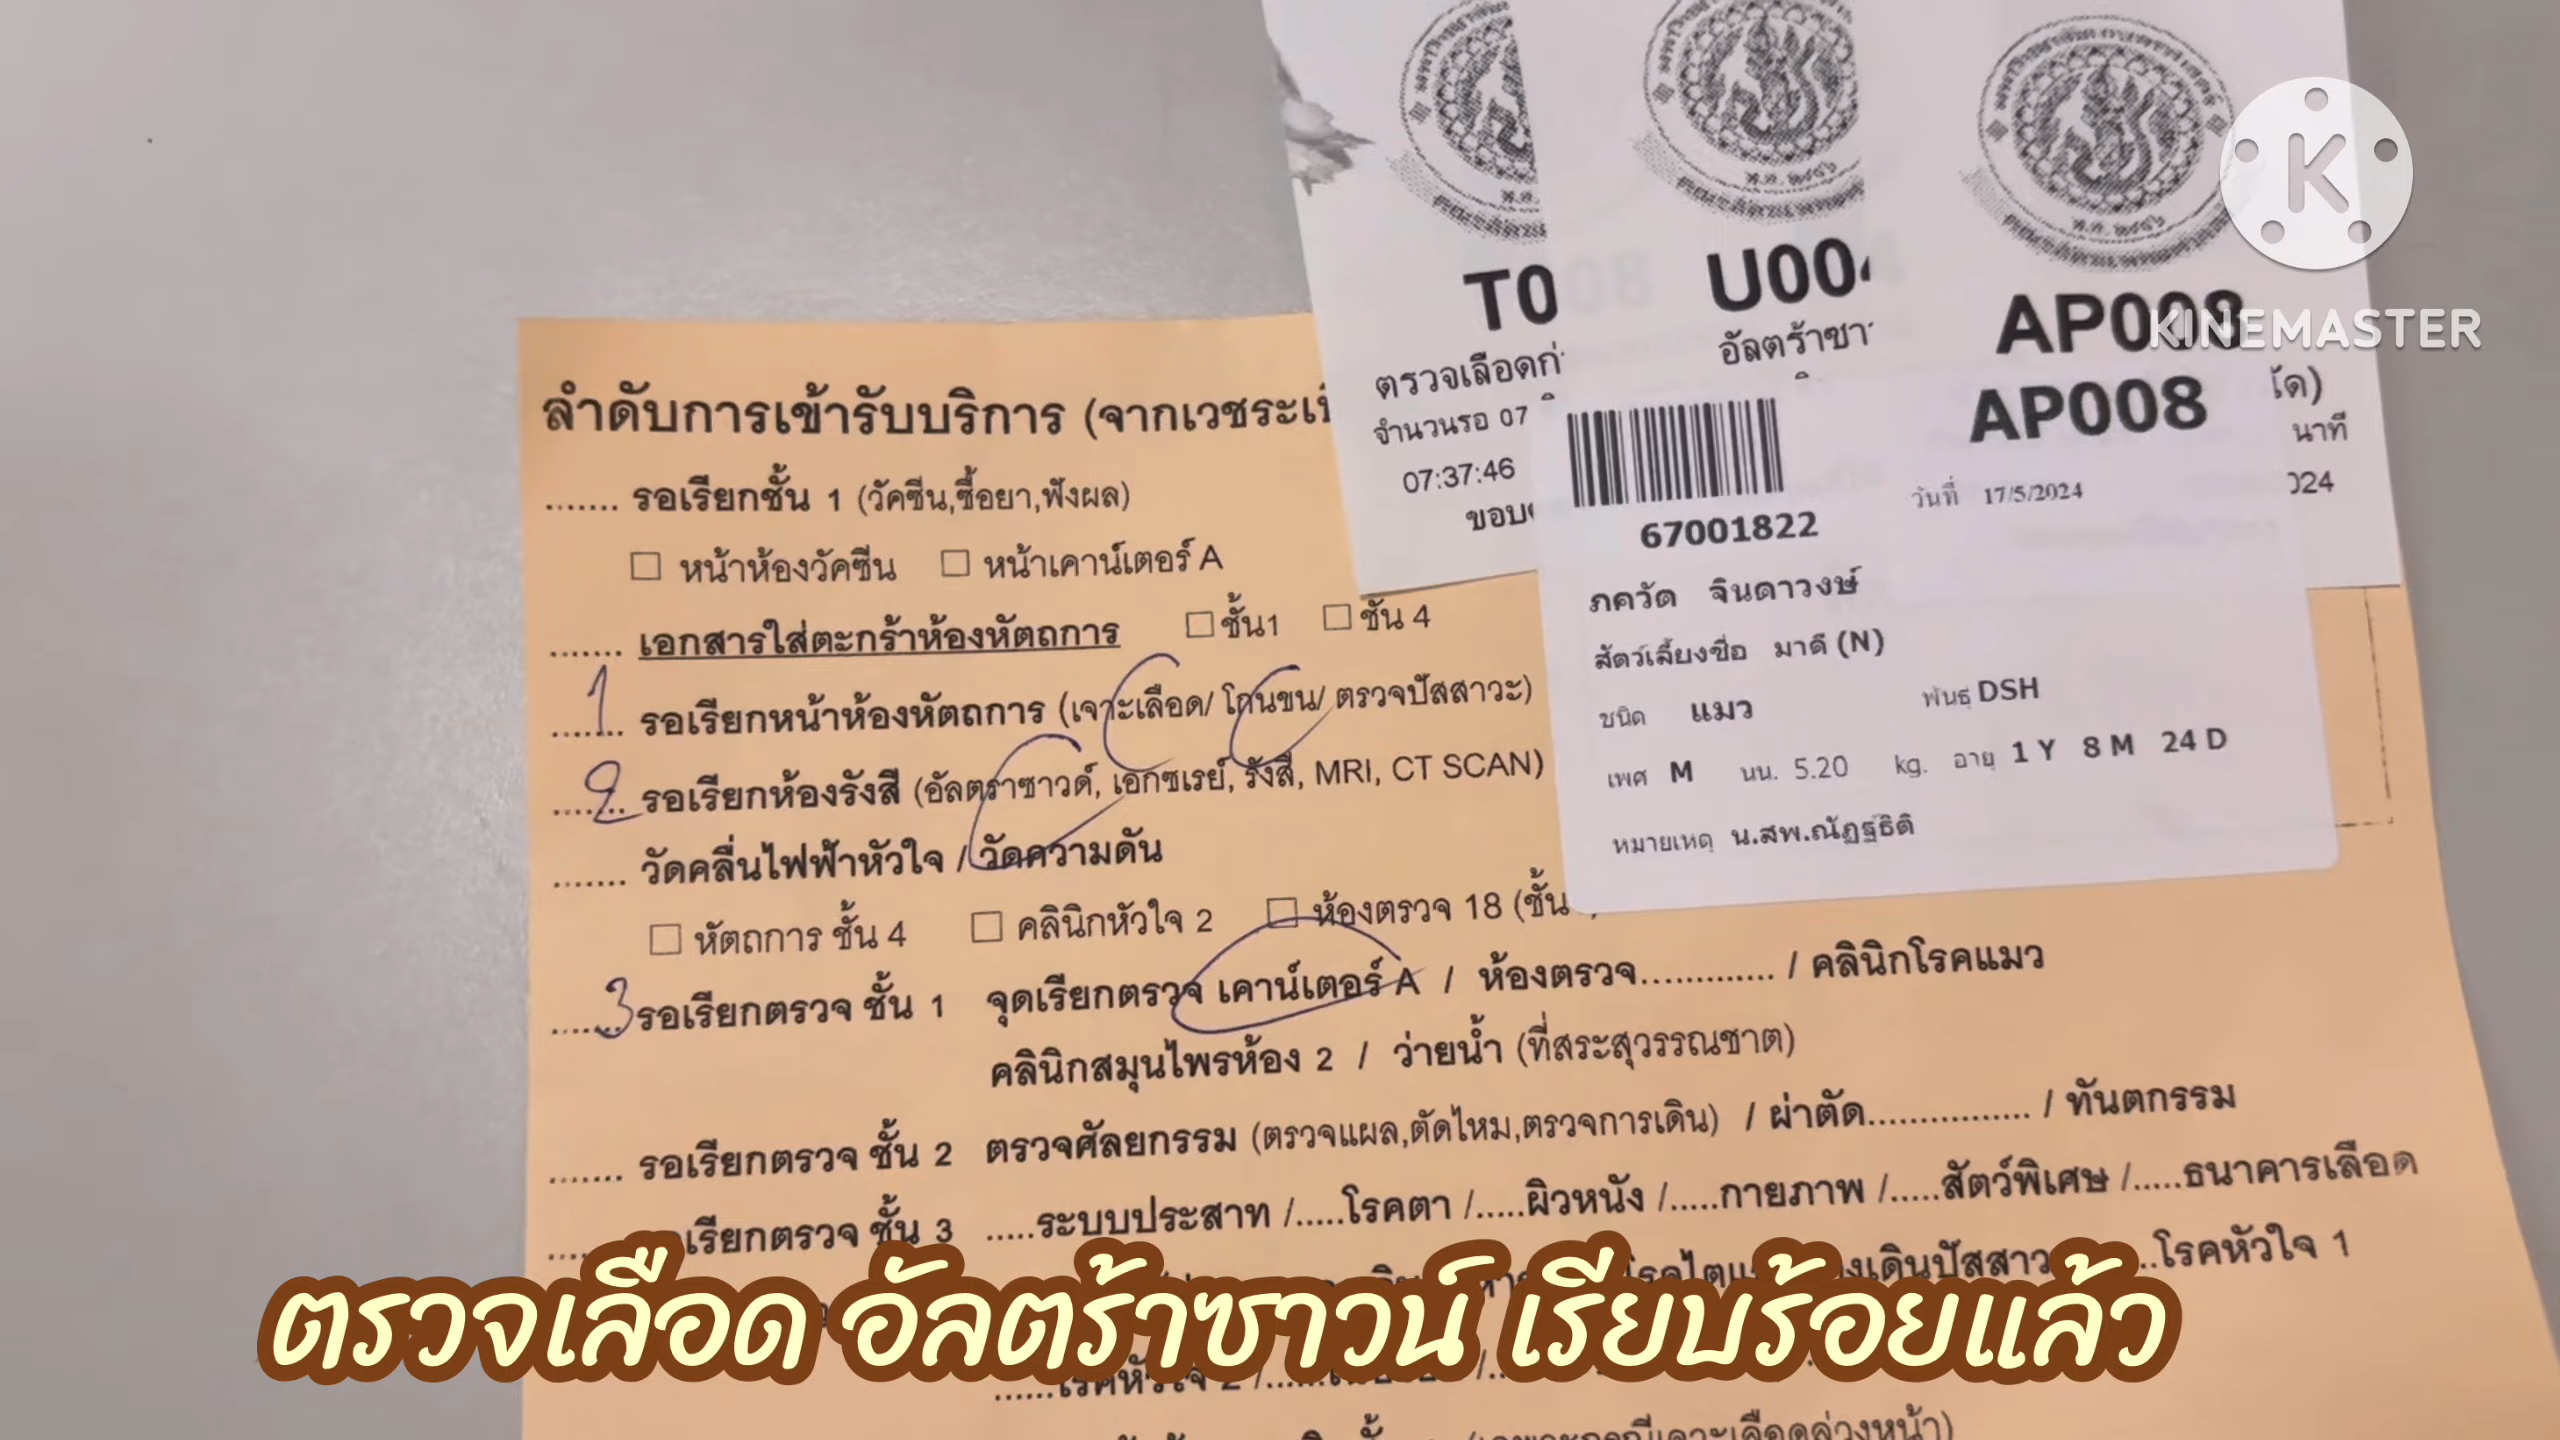 T0
ตรวจเลือดก่
จำนวนรอ 07
07:37:46
U004
อัลตร้าซา
AP008
AP008
นาที
วันที่ 17/5/2024
67001822
ภควัต จินดาวงษ์
สัตว์เลี้ยงชื่อ มาดี (N)
ชนิด แมว พันธุ์ DSH
เพศ M นน. 5.20 kg. อายุ 1 Y 8 M 24 D
หมายเหตุ น.สพ.ณัฏฐ์ธิติ
KINEMASTER
ลำดับการเข้ารับบริการ (จากเวชระเบี
....... รอเรียกชั้น 1 (วัคซีน,ซื้อยา,ฟังผล)
☐ หน้าห้องวัคซีน ☐ หน้าเคาน์เตอร์ A
....... เอกสารใส่ตะกร้าห้องหัตถการ ☐ ชั้น1 ☐ ชั้น 4
1 รอเรียกหน้าห้องหัตถการ (เจาะเลือด/ โกนขน/ ตรวจปัสสาวะ)
2 รอเรียกห้องรังสี (อัลตราซาวด์, เอกซเรย์, รังสี, MRI, CT SCAN)
....... วัดคลื่นไฟฟ้าหัวใจ / วัดความดัน
☐ หัตถการ ชั้น 4 ☐ คลินิกหัวใจ 2 ☐ ห้องตรวจ 18 (ชั้น
3 รอเรียกตรวจ ชั้น 1 จุดเรียกตรวจ เคาน์เตอร์ A / ห้องตรวจ............. / คลินิกโรคแมว
คลินิกสมุนไพรห้อง 2 / ว่ายน้ำ (ที่สระสุวรรณชาด)
....... รอเรียกตรวจ ชั้น 2 ตรวจศัลยกรรม (ตรวจแผล,ตัดไหม,ตรวจการเดิน) / ผ่าตัด................ / ทันตกรรม
รอเรียกตรวจ ชั้น 3 .....ระบบประสาท /.....โรคตา /.....ผิวหนัง /.....กายภาพ /.....สัตว์พิเศษ /.....ธนาคารเลือด
โรคหัวใจ 1
ตรวจเลือด อัลตร้าซาวน์ เรียบร้อยแล้ว